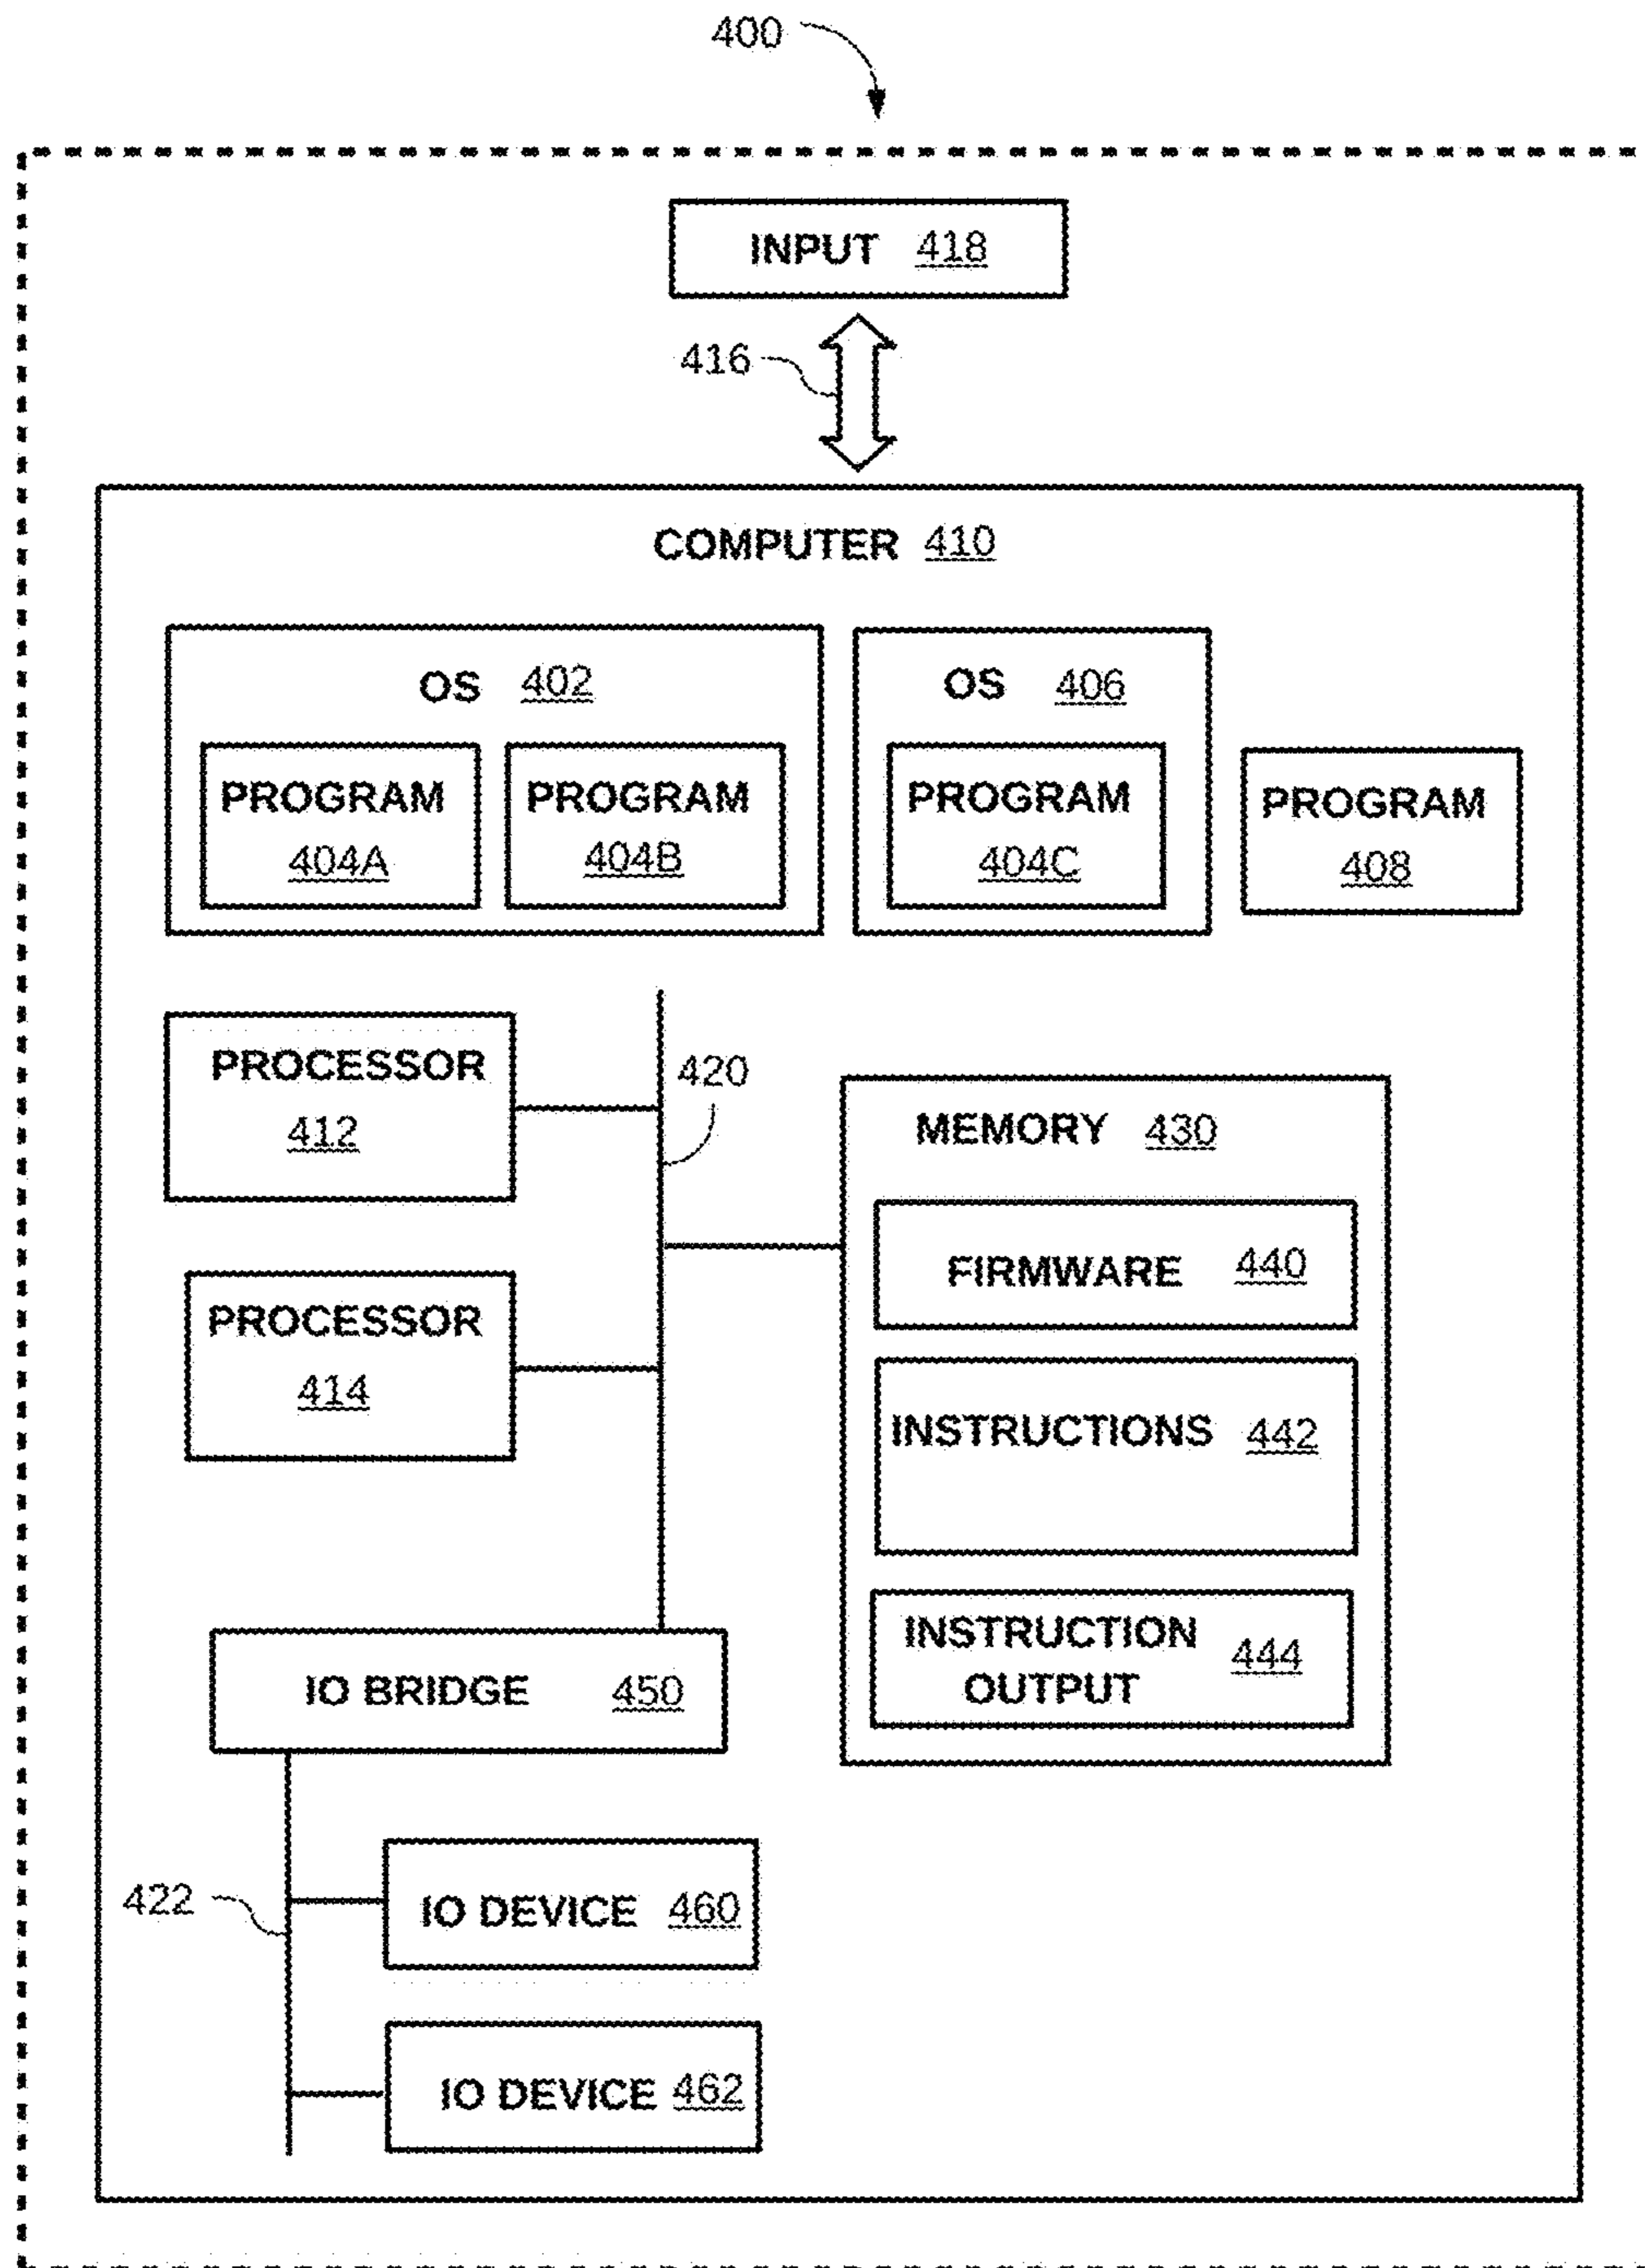 400
INPUT 418
416
COMPUTER 410
OS 402
PROGRAM
404A
PROGRAM
404B
OS 406
PROGRAM
404C
PROGRAM
408
PROCESSOR
412
420
PROCESSOR
414
MEMORY 430
FIRMWARE 440
INSTRUCTIONS 442
INSTRUCTION
OUTPUT 444
IO BRIDGE 450
422
IO DEVICE 460
IO DEVICE 462